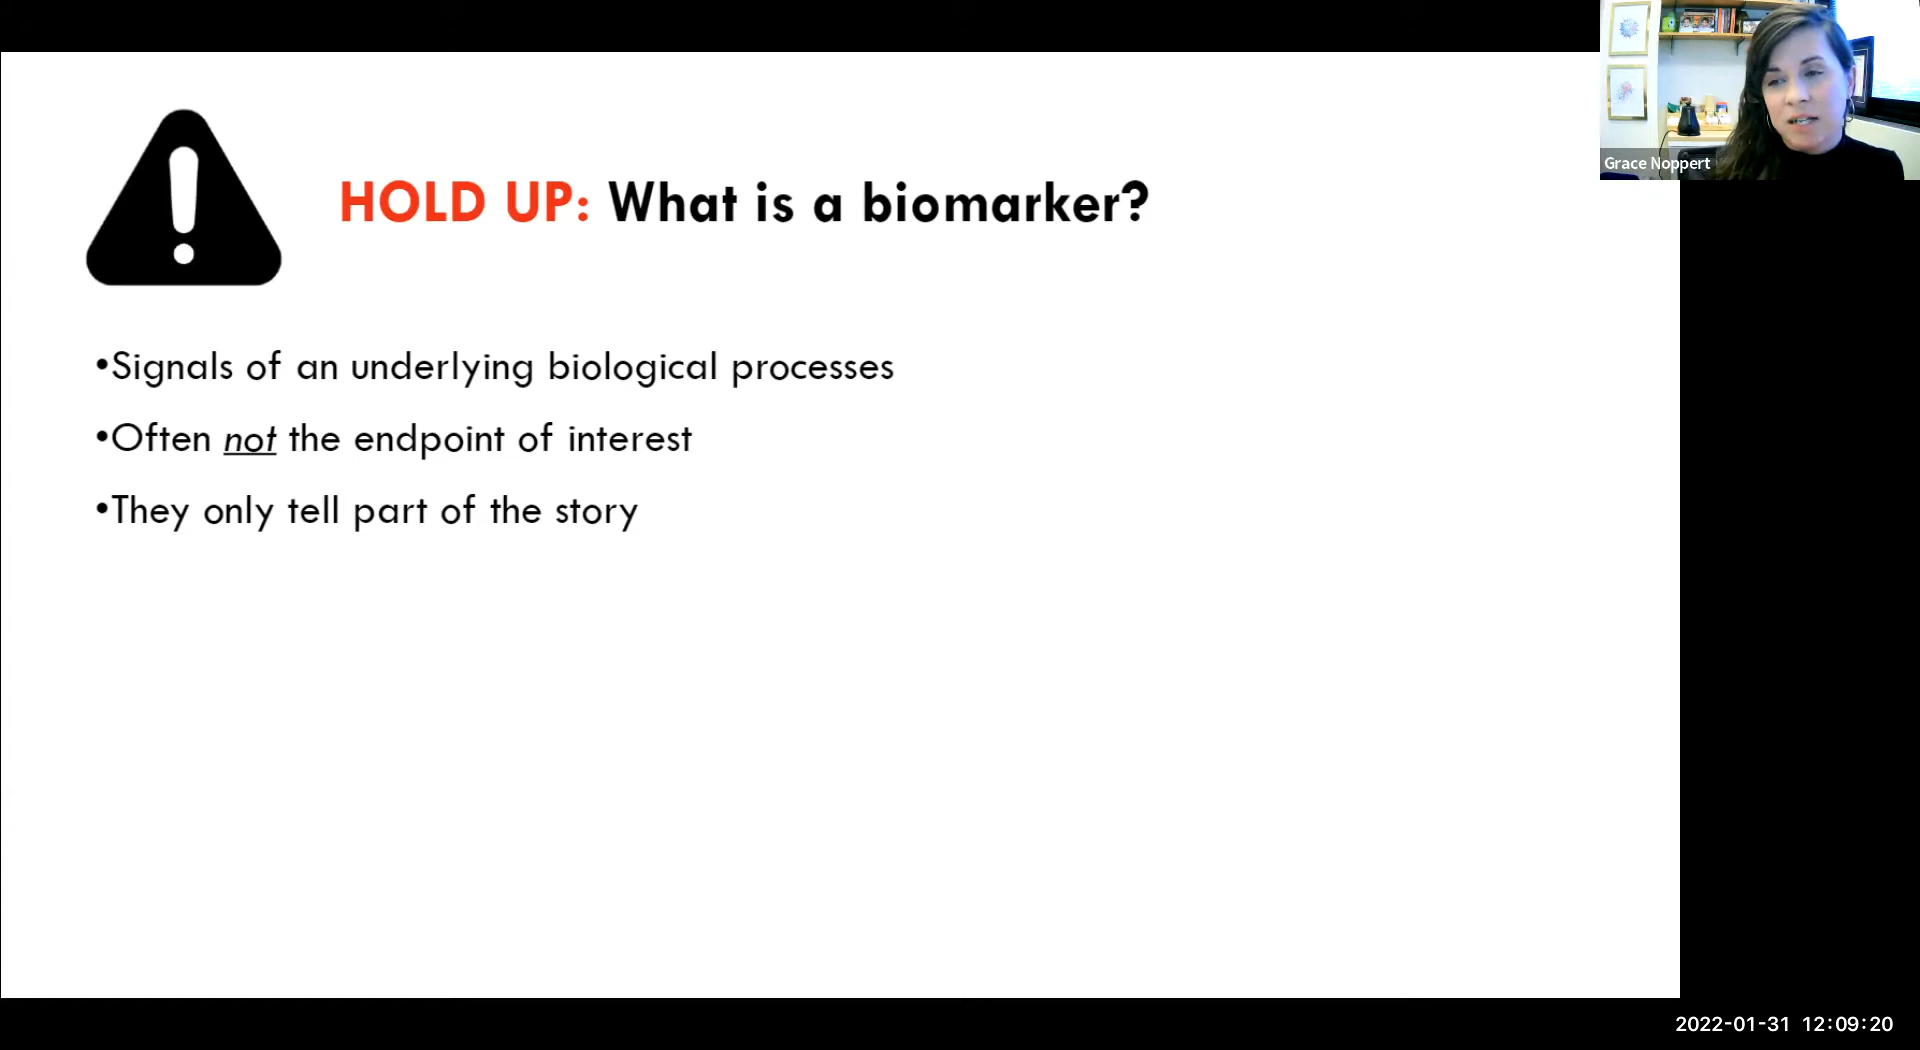 HOLD UP: What is a biomarker?
•Signals of an underlying biological processes
•Often not the endpoint of interest
•They only tell part of the story
Grace Noppert
2022-01-31 12:09:20